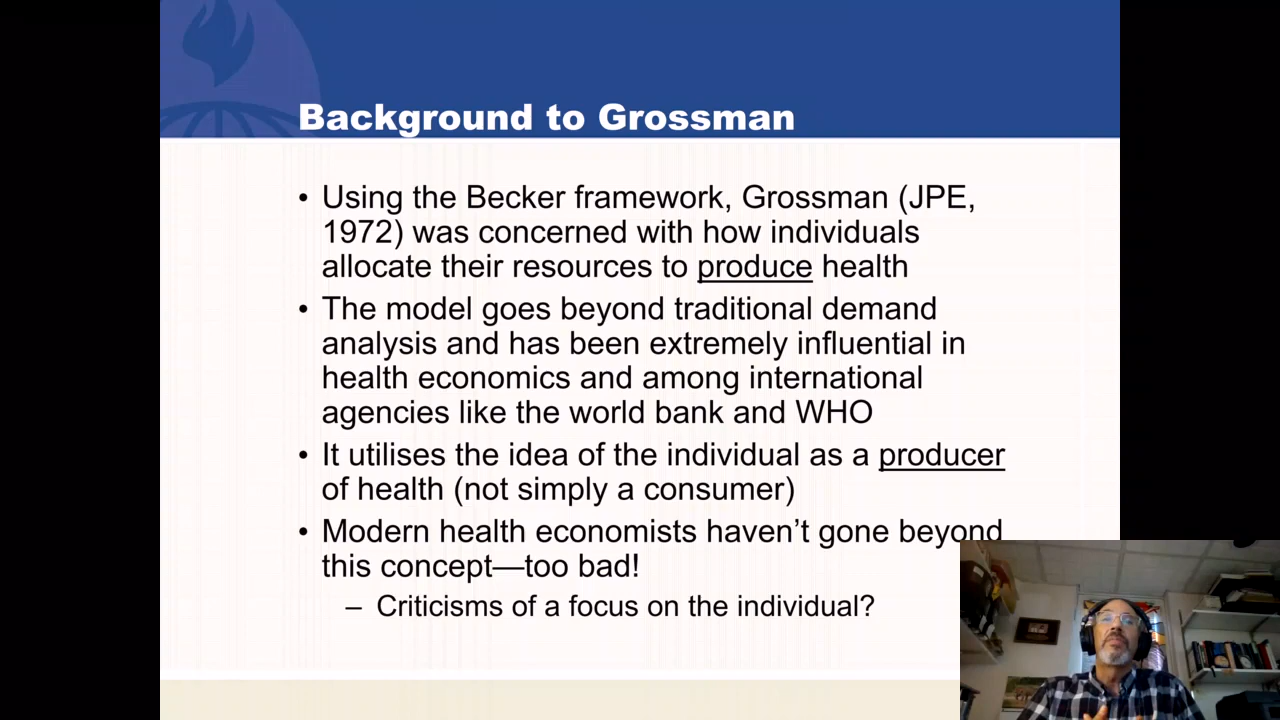 Background to Grossman
• Using the Becker framework, Grossman (JPE,
1972) was concerned with how individuals
allocate their resources to produce health
• The model goes beyond traditional demand
analysis and has been extremely influential in
health economics and among international
agencies like the world bank and WHO
• It utilises the idea of the individual as a producer
of health (not simply a consumer)
• Modern health economists haven’t gone beyond
this concept—too bad!
– Criticisms of a focus on the individual?